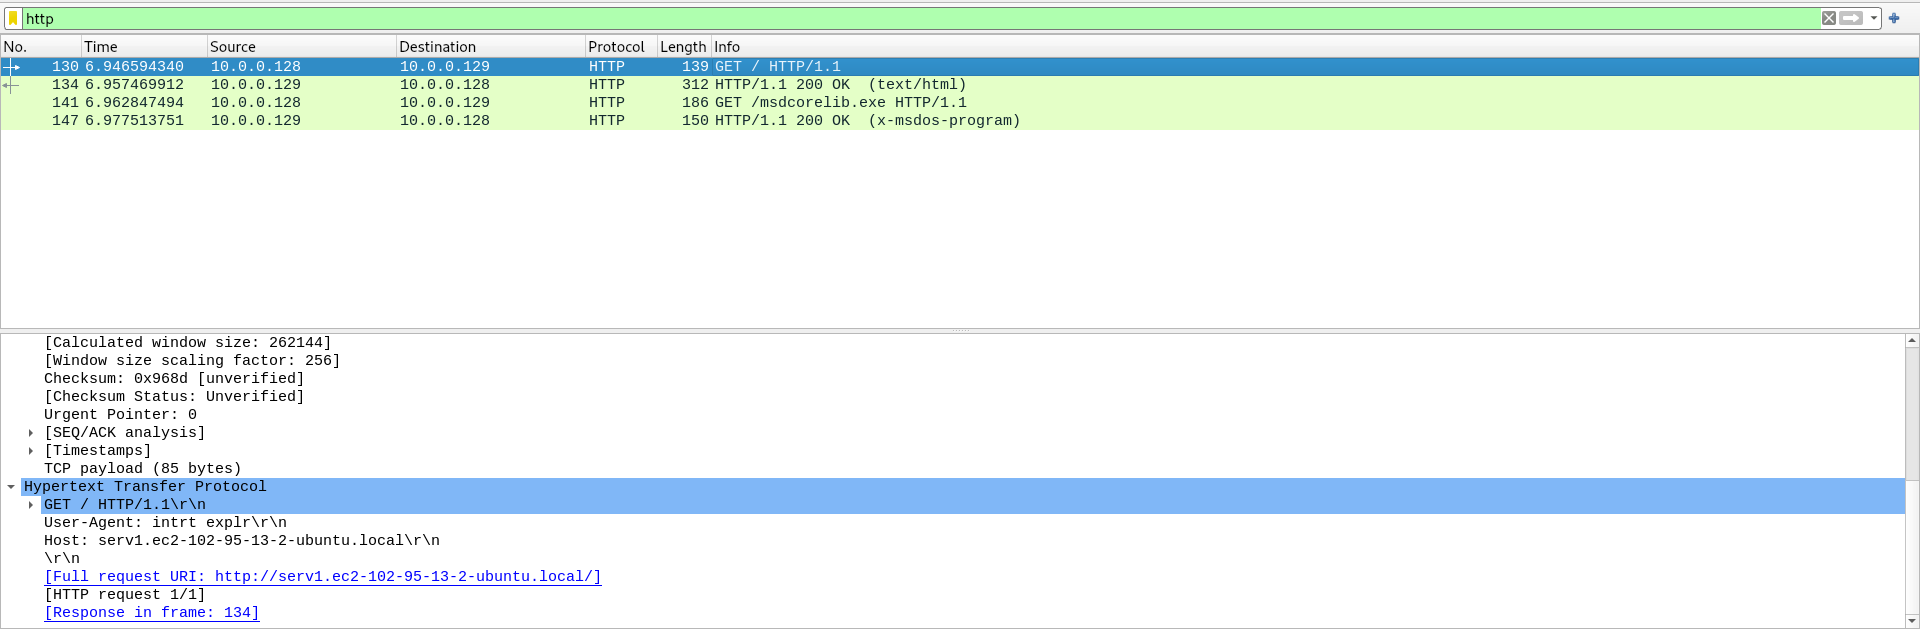 http
No. Time Source Destination Protocol Length Info
130 6.946594340 10.0.0.128 10.0.0.129 HTTP 139 GET / HTTP/1.1
134 6.957469912 10.0.0.129 10.0.0.128 HTTP 312 HTTP/1.1 200 OK  (text/html)
141 6.962847494 10.0.0.128 10.0.0.129 HTTP 186 GET /msdcorelib.exe HTTP/1.1
147 6.977513751 10.0.0.129 10.0.0.128 HTTP 150 HTTP/1.1 200 OK  (x-msdos-program)
[Calculated window size: 262144]
[Window size scaling factor: 256]
Checksum: 0x968d [unverified]
[Checksum Status: Unverified]
Urgent Pointer: 0
[SEQ/ACK analysis]
[Timestamps]
TCP payload (85 bytes)
Hypertext Transfer Protocol
GET / HTTP/1.1\r\n
User-Agent: intrt explr\r\n
Host: serv1.ec2-102-95-13-2-ubuntu.local\r\n
\r\n
[Full request URI: http://serv1.ec2-102-95-13-2-ubuntu.local/]
[HTTP request 1/1]
[Response in frame: 134]